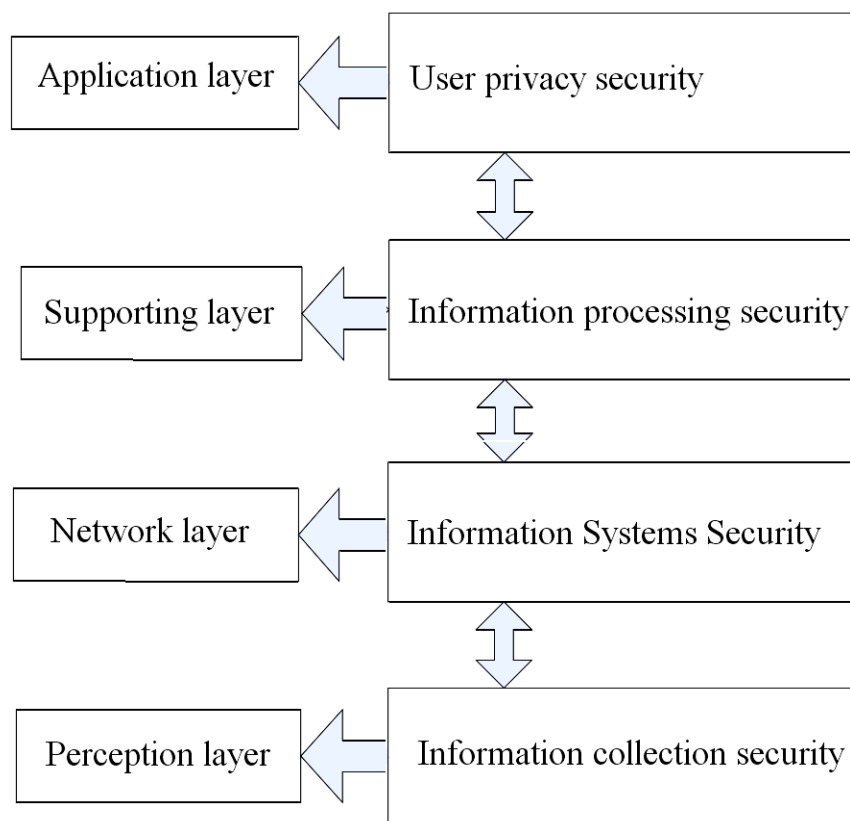 Application layer
User privacy security
Supporting layer
Information processing security
Network layer
Information Systems Security
Perception layer
Information collection security